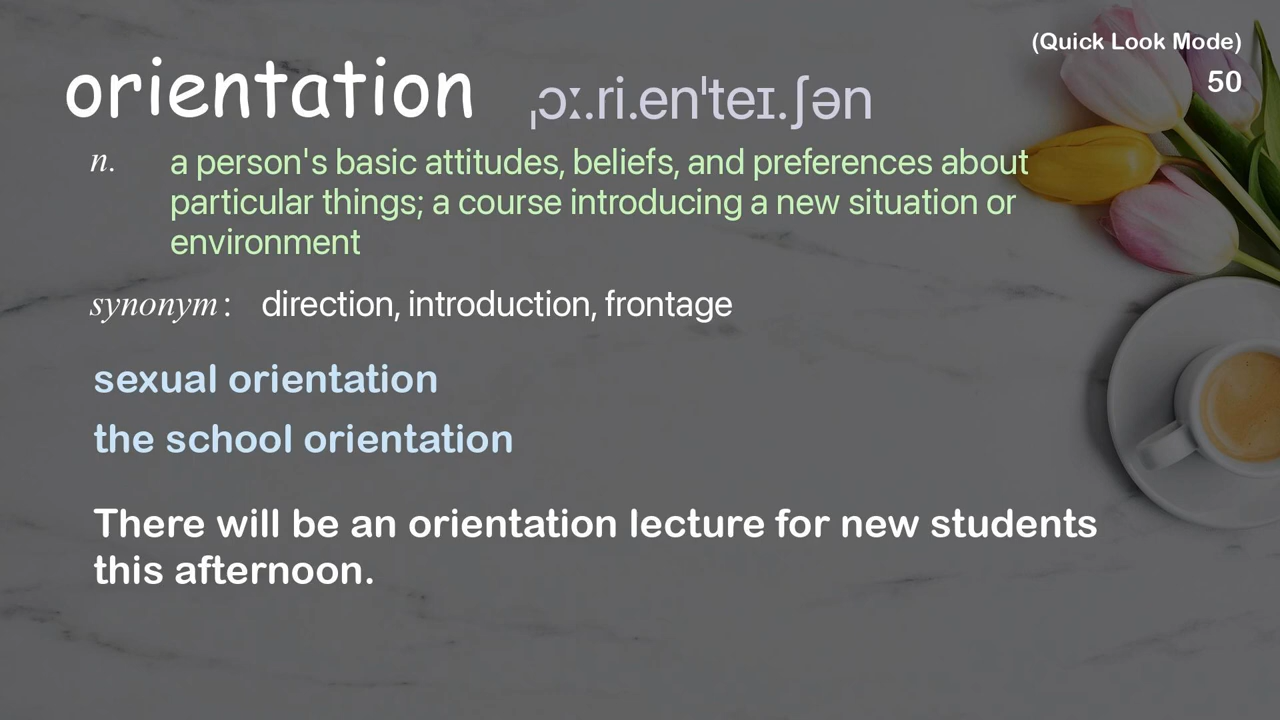 (Quick Look Mode)
orientation ˌɔː.ri.enˈteɪ.ʃən
50
n. a person's basic attitudes, beliefs, and preferences about
particular things; a course introducing a new situation or
environment
synonym: direction, introduction, frontage
sexual orientation
the school orientation
There will be an orientation lecture for new students
this afternoon.